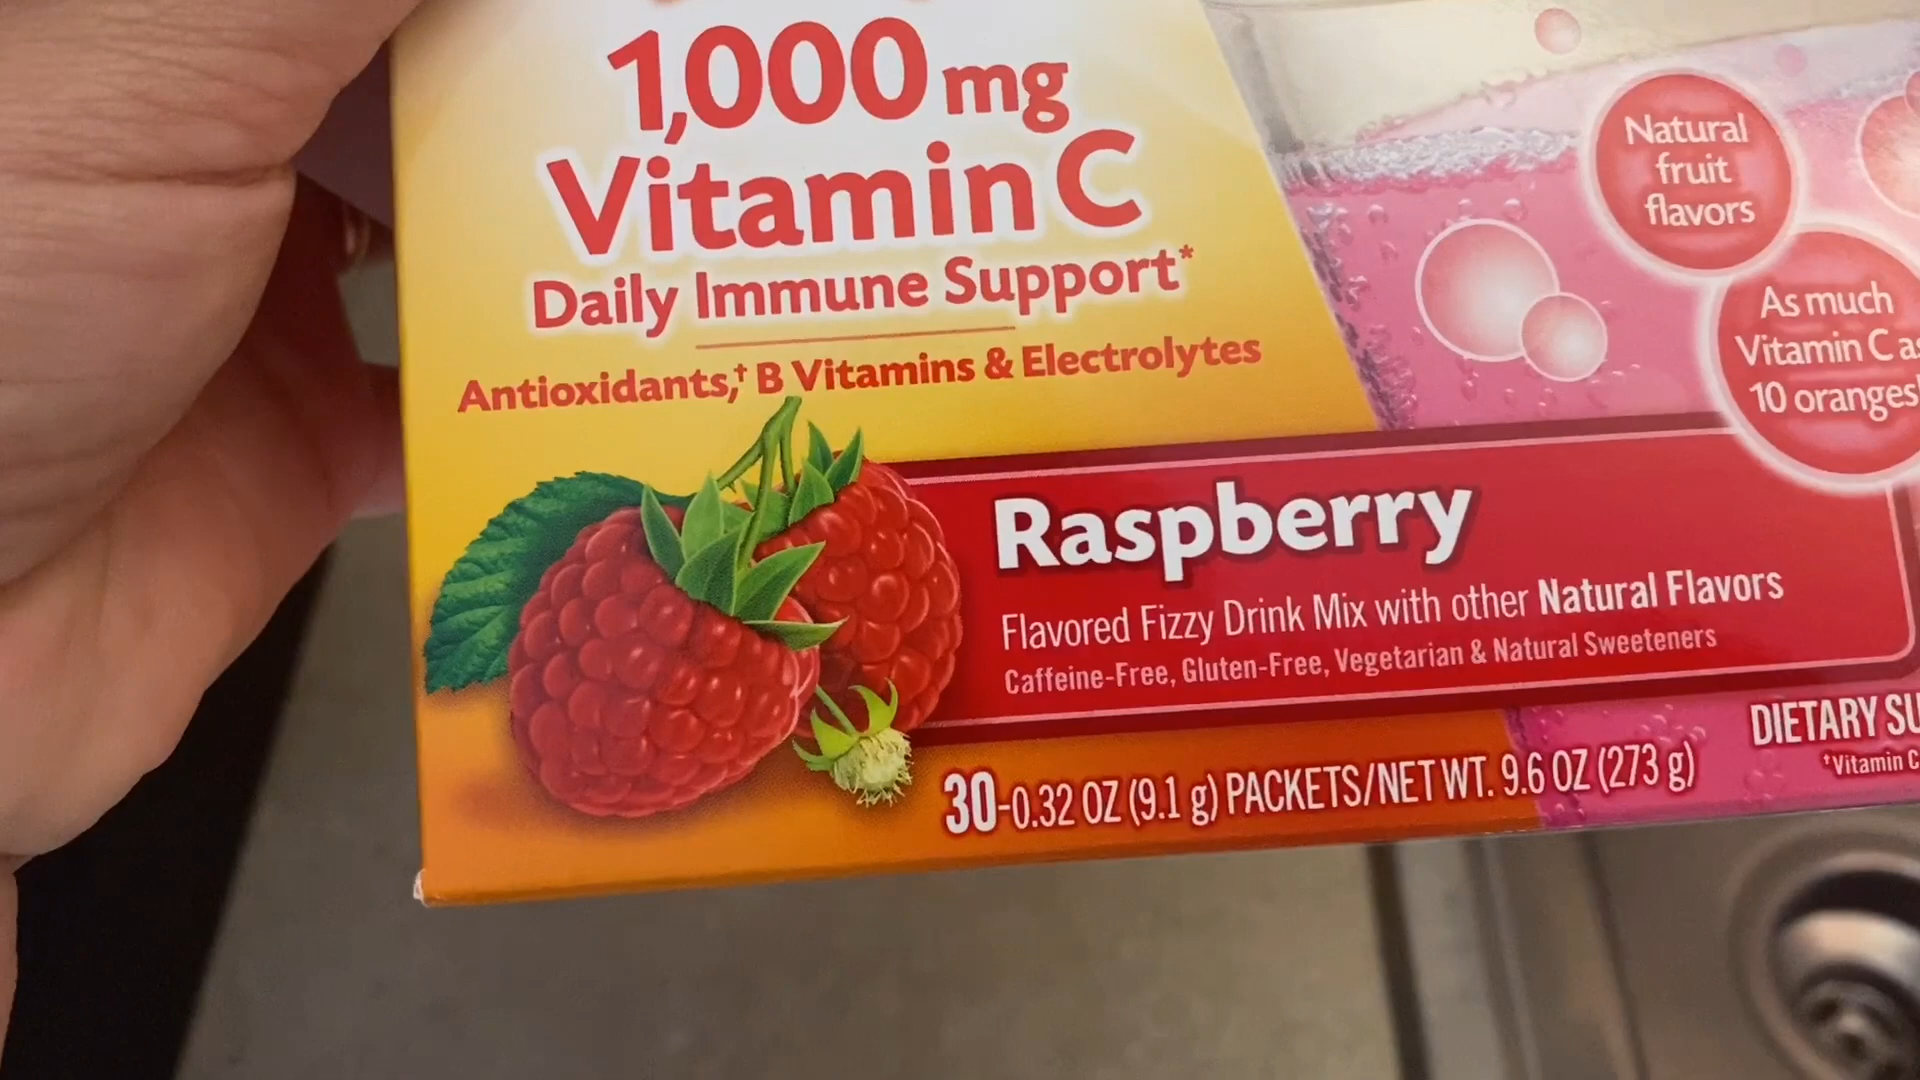 1,000 mg
Vitamin C
Daily Immune Support*
Antioxidants,† B Vitamins & Electrolytes
Natural
fruit
flavors
As much
Vitamin C as
10 oranges
Raspberry
Flavored Fizzy Drink Mix with other Natural Flavors
Caffeine-Free, Gluten-Free, Vegetarian & Natural Sweeteners
30-0.32 OZ (9.1 g) PACKETS/NET WT. 9.6 OZ (273 g)
DIETARY SU
†Vitamin C